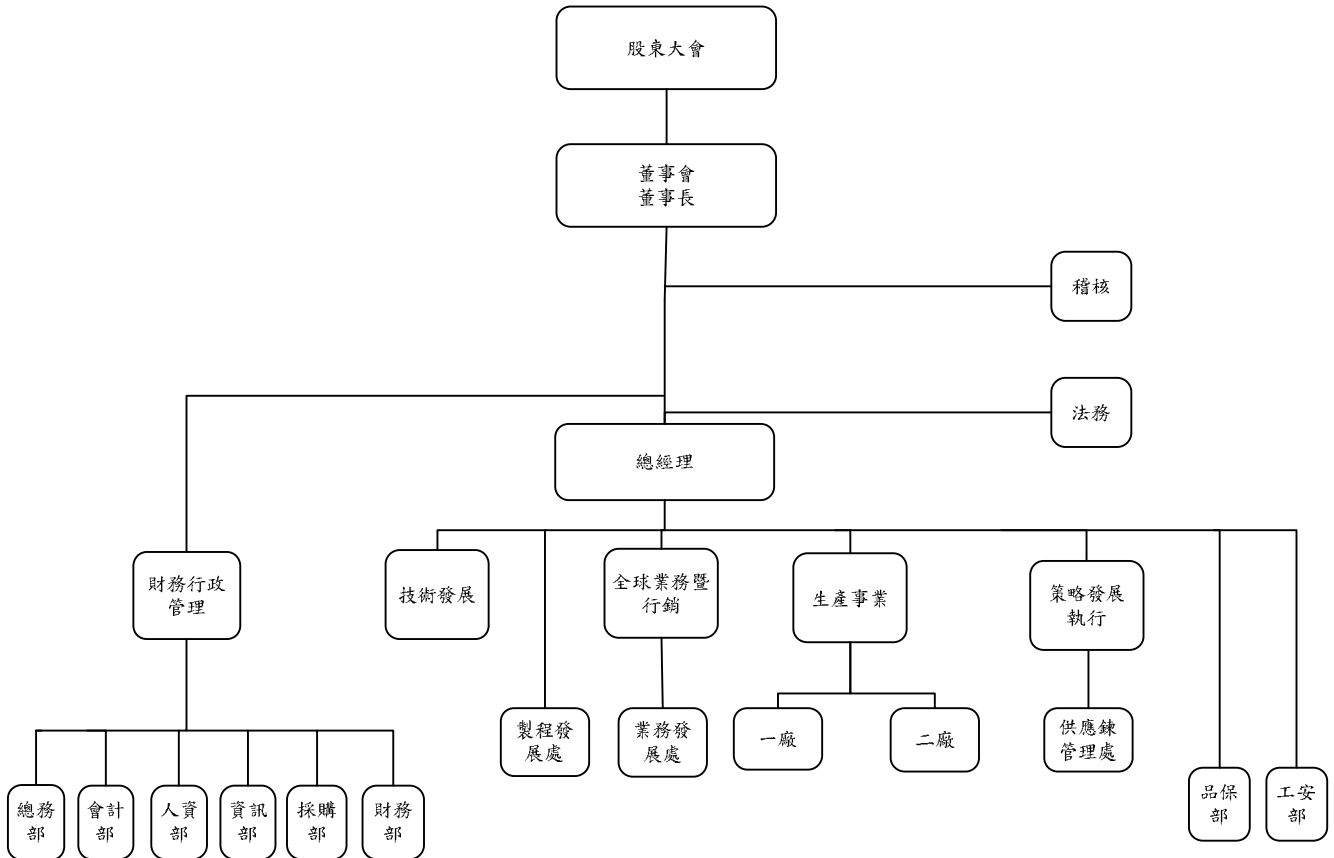 股東大會
董事會
董事長
稽核
法務
總經理
財務行政
管理
技術發展
全球業務暨
行銷
生產事業
策略發展
執行
製程發
展處
業務發
展處
一廠
二廠
供應鍊
管理處
總務
部
會計
部
人資
部
資訊
部
採購
部
財務
部
品保
部
工安
部